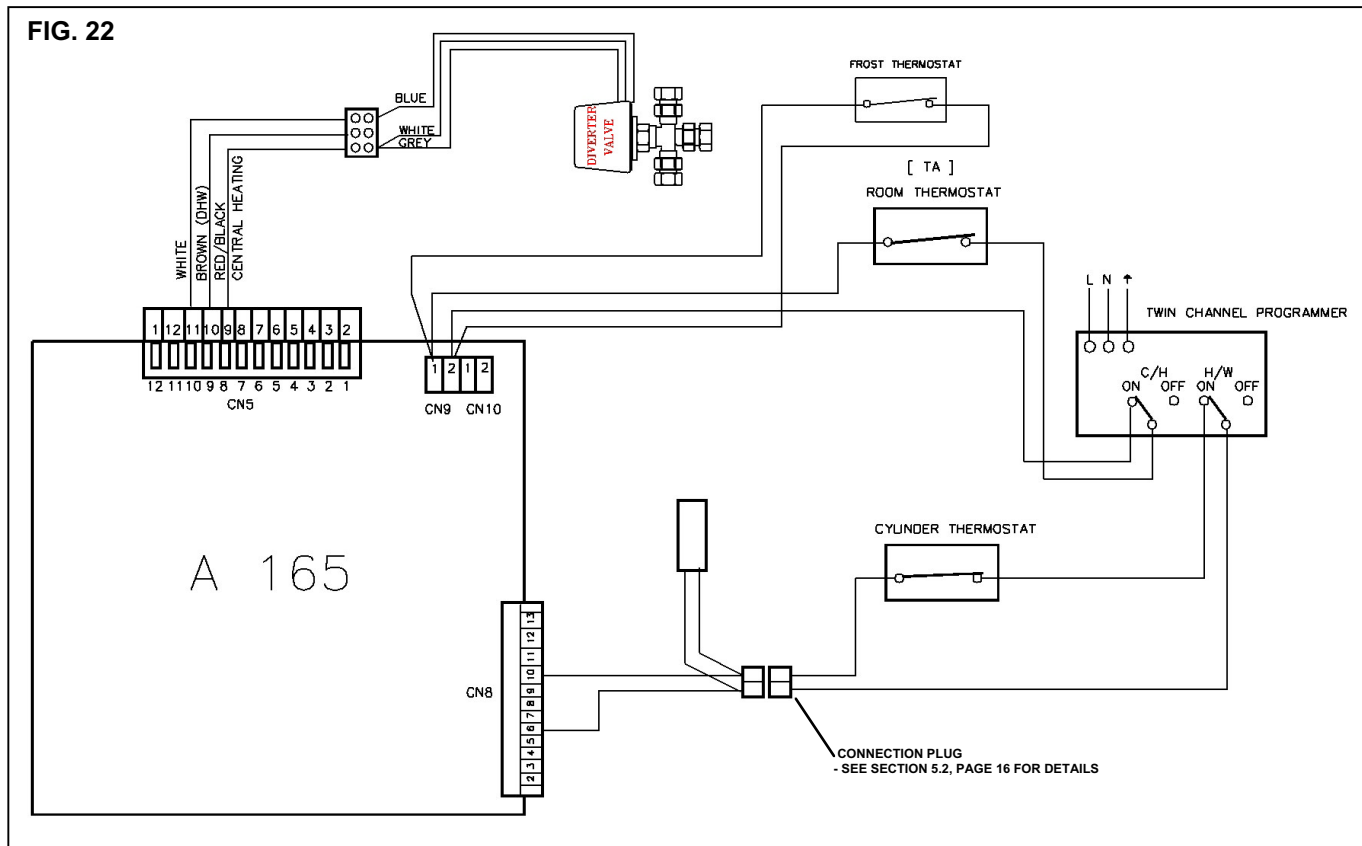 FIG. 22
BLUE
WHITE
GREY
DIVERTER
VALVE
FROST THERMOSTAT
[ TA ]
ROOM THERMOSTAT
WHITE
BROWN (DHW)
RED/BLACK
CENTRAL HEATING
L N
TWIN CHANNEL PROGRAMMER
C/H H/W
ON OFF ON OFF
1 12 11 10 9 8 7 6 5 4 3 2
12 11 10 9 8 7 6 5 4 3 2 1
CN5
1 2 1 2
CN9 CN10
A 165
CYLINDER THERMOSTAT
13
12
11
10
9
8
7
6
5
4
3
2
CN8
CONNECTION PLUG
- SEE SECTION 5.2, PAGE 16 FOR DETAILS